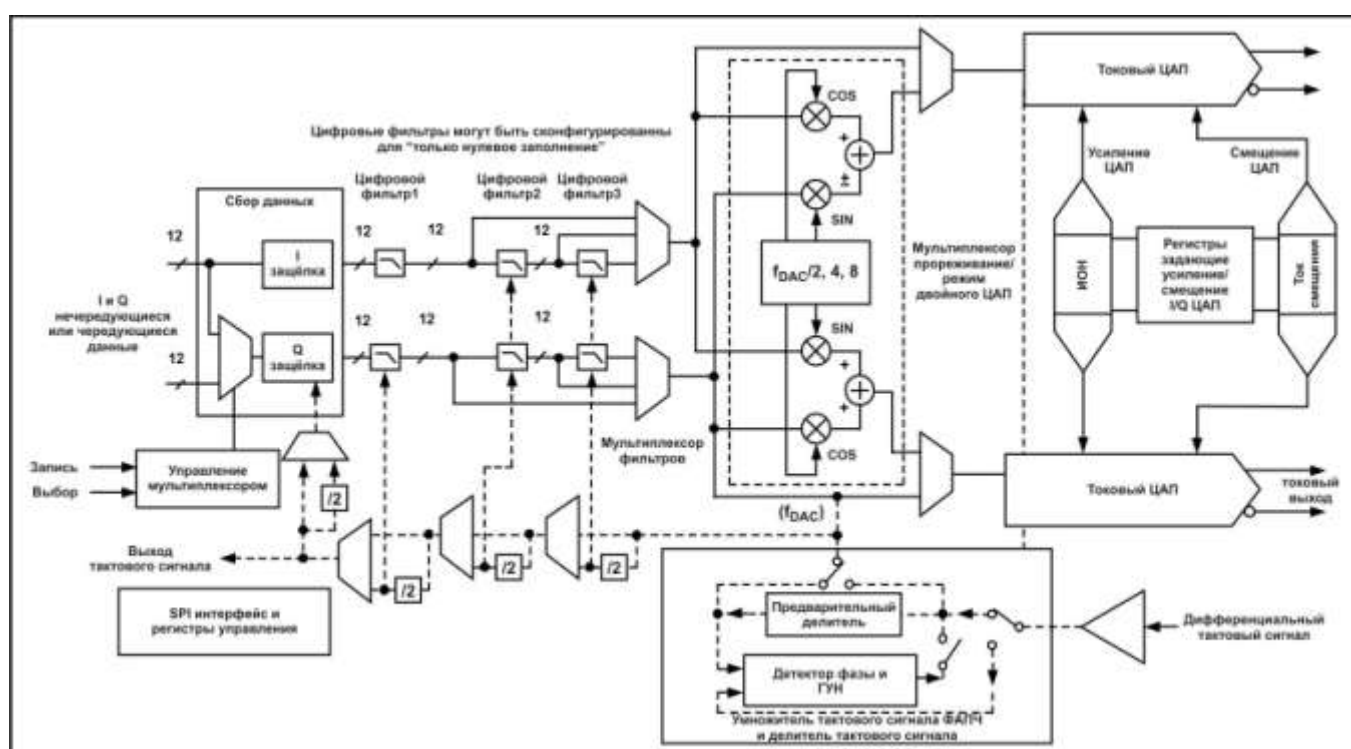 Токовый ЦАП
COS
Цифровые фильтры могут быть сконфигурированны
для “только нулевое заполнение”
+
±
Усиление
ЦАП
Смещение
ЦАП
Цифровой
фильтр1
Цифровой
фильтр2
Цифровой
фильтр3
Сбор данных
SIN
12
12
12
12
I
защёлка
fDAC/2, 4, 8
Мультиплексор
прореживание/
режим
двойного ЦАП
ИОН
Регистры
задающие
усиление/
смещение
I/Q ЦАП
Ток
смещения
I и Q
нечередующиеся
или чередующиеся
данные
12
12
12
12
Q
защёлка
SIN
+
+
Мультиплексор
фильтров
COS
Запись
Выбор
Управление
мультиплексором
/2
Токовый ЦАП
токовый
выход
(fDAC)
Выход
тактового сигнала
/2
/2
/2
SPI интерфейс и
регистры управления
Предварительный
делитель
Дифференциальный
тактовый сигнал
Детектор фазы и
ГУН
Умножитель тактового сигнала ФАПЧ
и делитель тактового сигнала